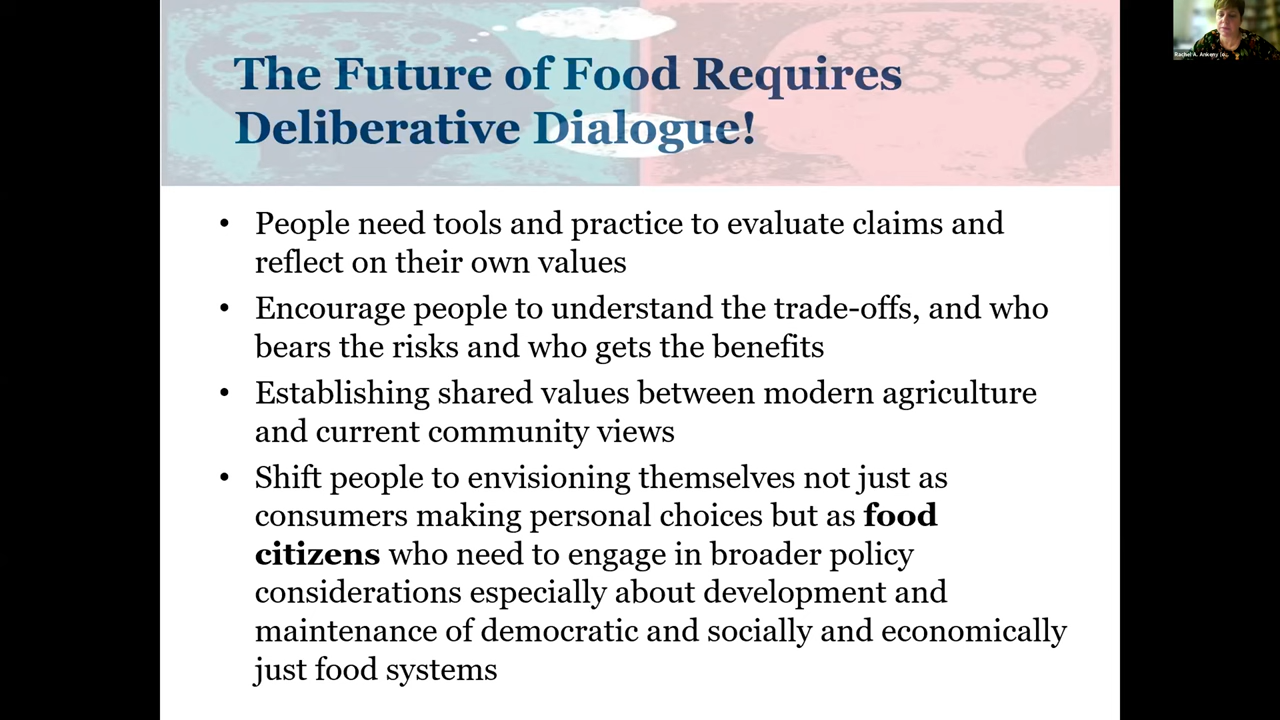 The Future of Food Requires
Deliberative Dialogue!
• People need tools and practice to evaluate claims and
reflect on their own values
• Encourage people to understand the trade-offs, and who
bears the risks and who gets the benefits
• Establishing shared values between modern agriculture
and current community views
• Shift people to envisioning themselves not just as
consumers making personal choices but as food
citizens who need to engage in broader policy
considerations especially about development and
maintenance of democratic and socially and economically
just food systems
Rachel A. Ankeny